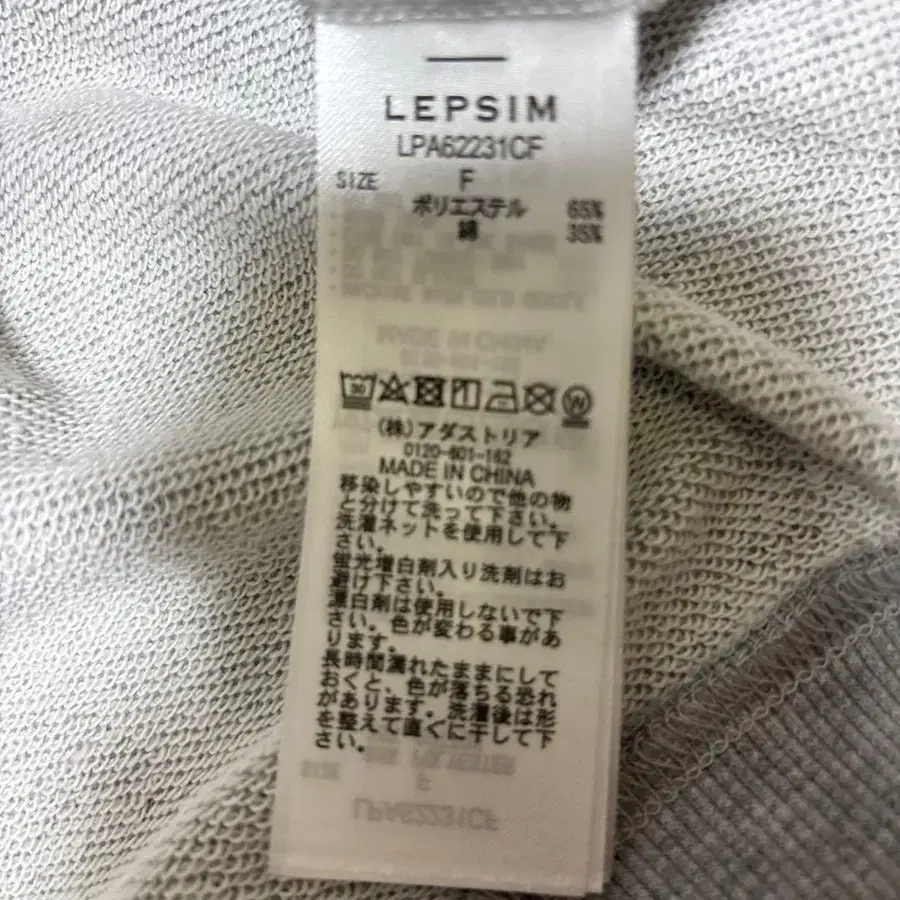 LEPSIM
LPA62231CF
SIZE F
ポリエステル 65%
綿 35%
(株)アダストリア
0120-601-162
MADE IN CHINA
移染しやすいので他の物
と分けて洗って下さい。
洗濯ネットを使用して下
さい。
蛍光増白剤入り洗剤はお
避け下さい。
漂白剤は使用しないで下
さい。色が変わる事があ
ります。
長時間濡れたままにして
おくと、色が落ちる恐れ
があります。洗濯後は形
を整えて直ぐに干して下
さい。